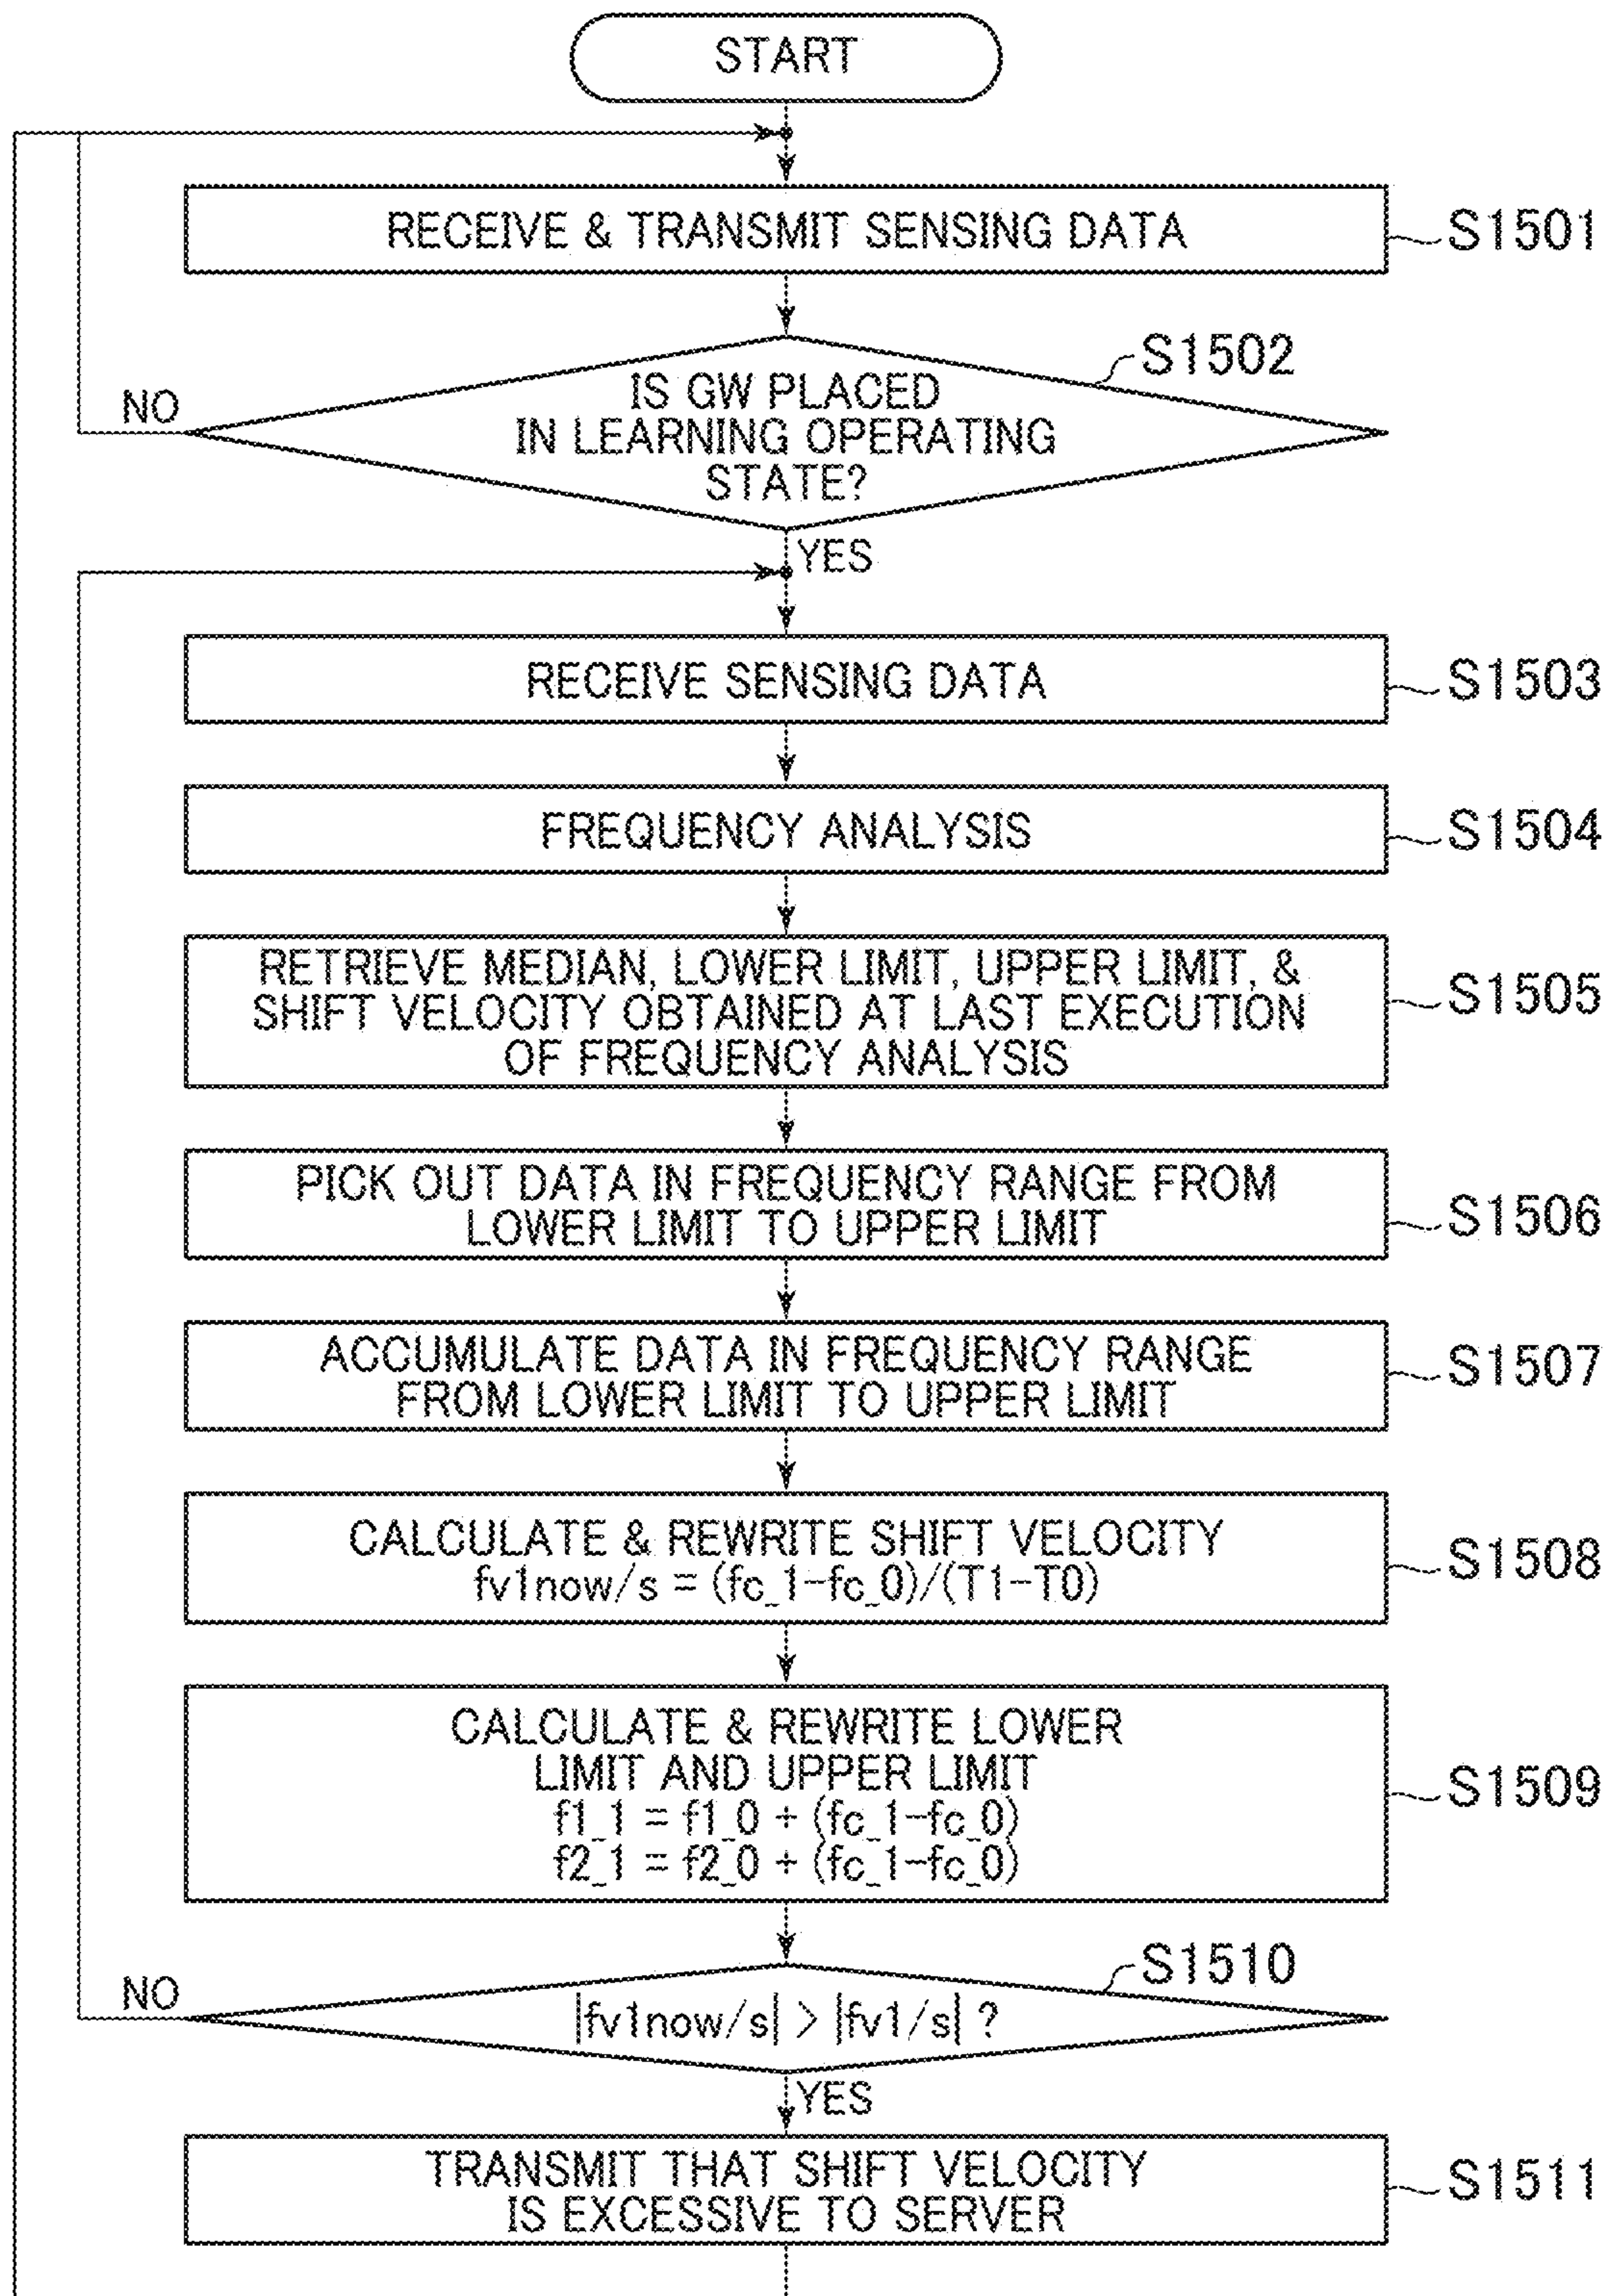 START
RECEIVE & TRANSMIT SENSING DATA
S1501
S1502
IS GW PLACED
IN LEARNING OPERATING
STATE?
NO
YES
RECEIVE SENSING DATA
S1503
FREQUENCY ANALYSIS
S1504
RETRIEVE MEDIAN, LOWER LIMIT, UPPER LIMIT, &
SHIFT VELOCITY OBTAINED AT LAST EXECUTION
OF FREQUENCY ANALYSIS
S1505
PICK OUT DATA IN FREQUENCY RANGE FROM
LOWER LIMIT TO UPPER LIMIT
S1506
ACCUMULATE DATA IN FREQUENCY RANGE
FROM LOWER LIMIT TO UPPER LIMIT
S1507
CALCULATE & REWRITE SHIFT VELOCITY
fv1now/s = (fc_1-fc_0)/(T1-T0)
S1508
CALCULATE & REWRITE LOWER
LIMIT AND UPPER LIMIT
f1_1 = f1_0 + (fc_1-fc_0)
f2_1 = f2_0 + (fc_1-fc_0)
S1509
S1510
|fv1now/s| > |fv1/s| ?
NO
YES
TRANSMIT THAT SHIFT VELOCITY
IS EXCESSIVE TO SERVER
S1511